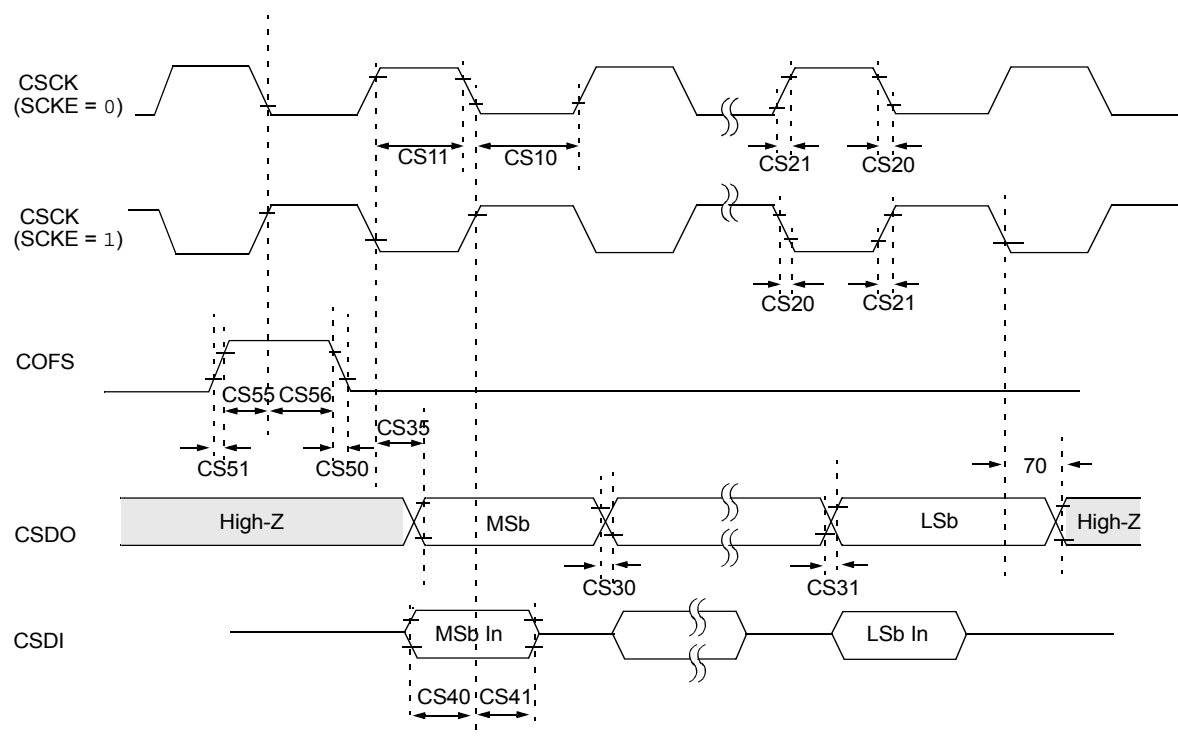 CSCK
(SCKE = 0)
CS11
CS10
CS21
CS20
CSCK
(SCKE = 1)
CS20
CS21
COFS
CS55
CS56
CS35
CS51
CS50
70
CSDO
High-Z
MSb
LSb
High-Z
CS30
CS31
CSDI
MSb In
LSb In
CS40
CS41